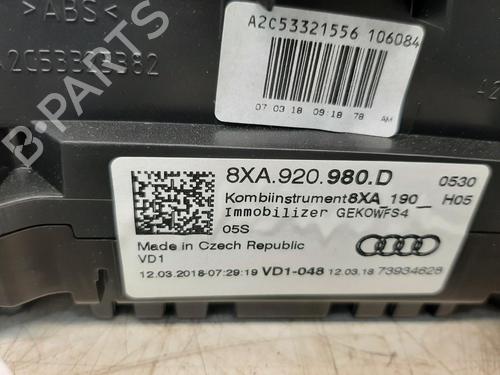 >ABS<
A2C53321556 106084
07 03 18 09:18 78 AM
8XA.920.980.D 0530
Kombiinstrument8XA_190_ H05
Immobilizer GEKOWFS4
05S
Made in Czech Republic
VD1
12.03.2018-07:29:19 VD1-048 12.03.18 73934628
B-PARTS